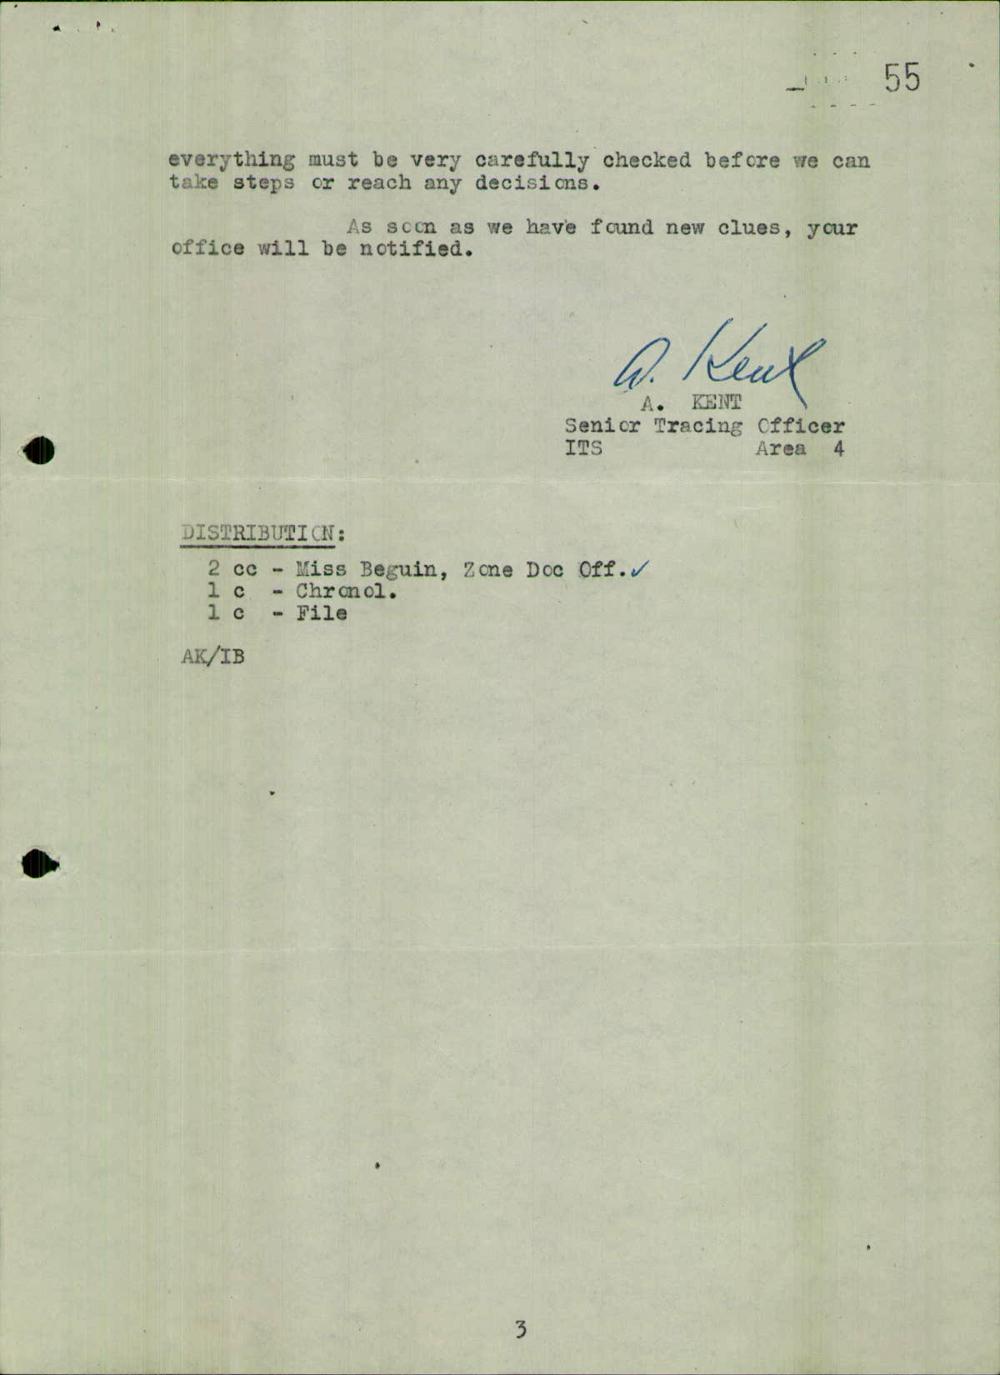 55
everything must be very carefully checked before we can
take steps or reach any decisions.
As soon as we have found new clues, your
office will be notified.
A. Kent
A. KENT
Senior Tracing Officer
ITS Area 4
DISTRIBUTION:
2 cc - Miss Beguin, Zone Doc Off.✓
1 c - Chronol.
1 c - File
AK/IB
3